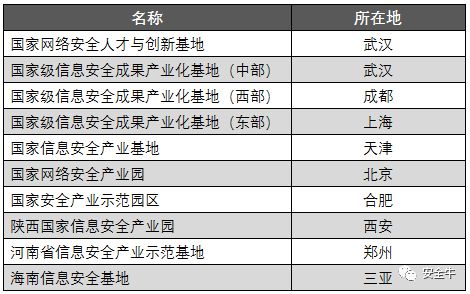 名称 所在地
国家网络安全人才与创新基地 武汉
国家级信息安全成果产业化基地（中部） 武汉
国家级信息安全成果产业化基地（西部） 成都
国家级信息安全成果产业化基地（东部） 上海
国家信息安全产业基地 天津
国家网络安全产业园 北京
国家安全产业示范园区 合肥
陕西国家信息安全产业园 西安
河南省信息安全产业示范基地 郑州
海南信息安全基地 三亚
安全牛